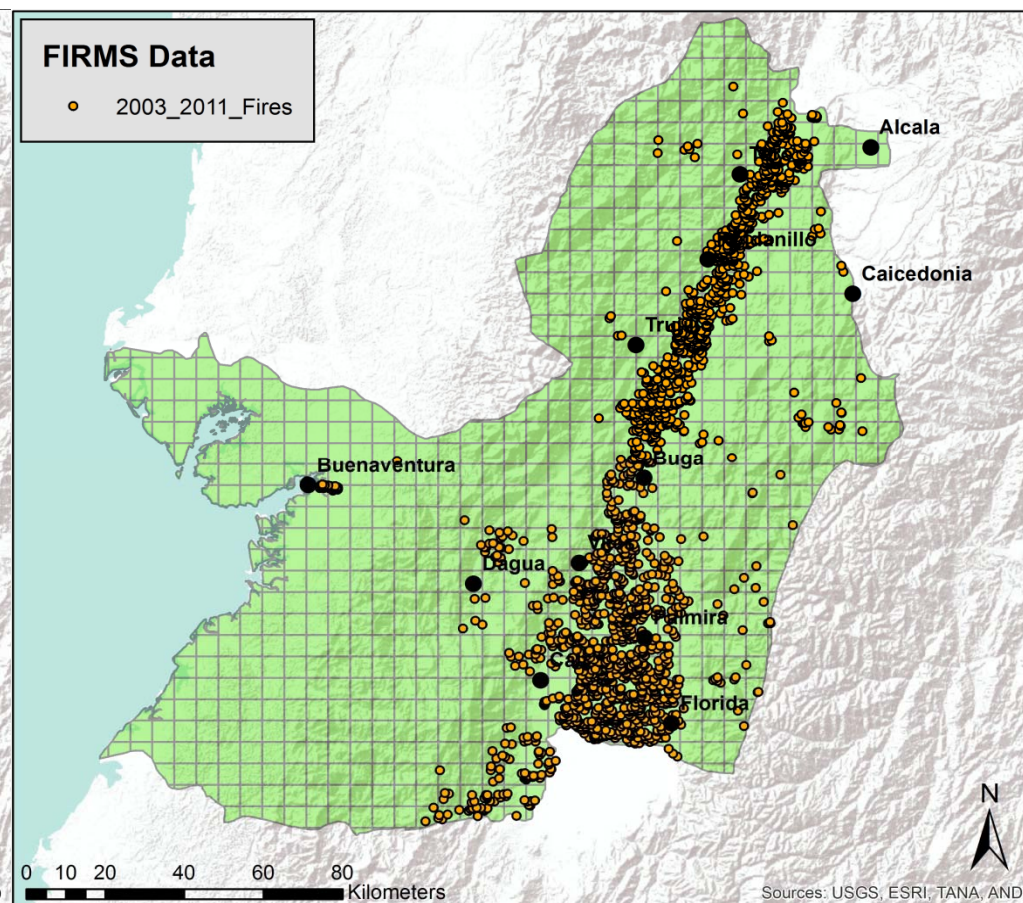 FIRMS Data
2003_2011_Fires
Alcala
Caicedonia
Buenaventura
Buga
Dagua
Palmira
Florida
N
0 10 20 40 60 80
Kilometers
Sources: USGS, ESRI, TANA, AND